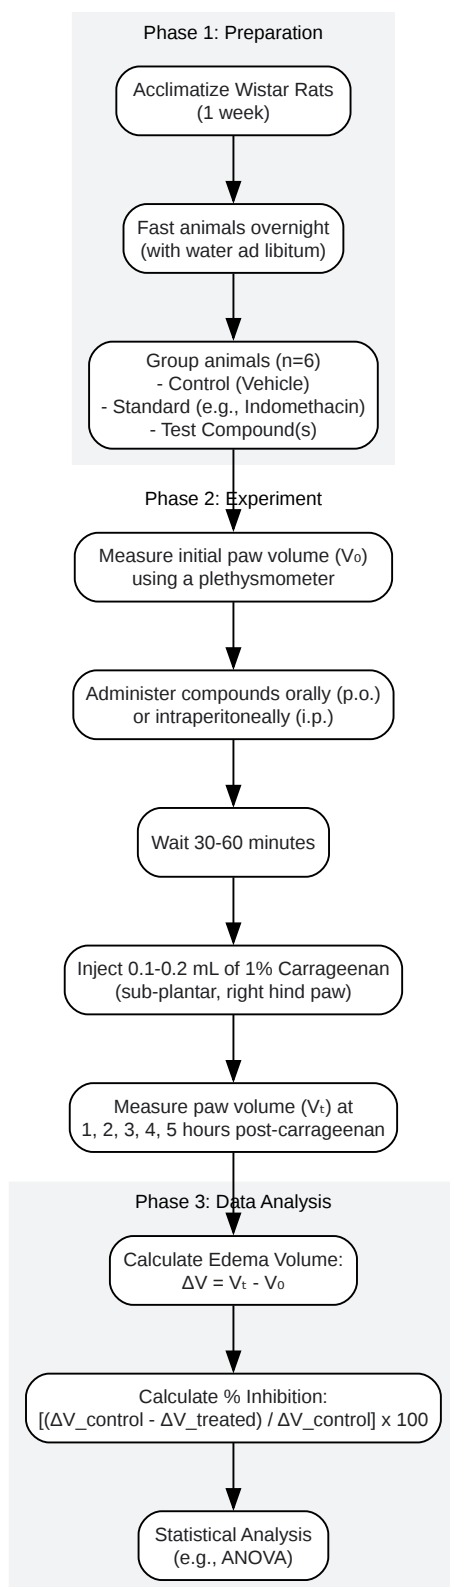 Phase 1: Preparation
Acclimatize Wistar Rats
(1 week)
Fast animals overnight
(with water ad libitum)
Group animals (n=6)
- Control (Vehicle)
- Standard (e.g., Indomethacin)
- Test Compound(s)
Phase 2: Experiment
Measure initial paw volume (V₀)
using a plethysmometer
Administer compounds orally (p.o.)
or intraperitoneally (i.p.)
Wait 30-60 minutes
Inject 0.1-0.2 mL of 1% Carrageenan
(sub-plantar, right hind paw)
Measure paw volume (Vₜ) at
1, 2, 3, 4, 5 hours post-carrageenan
Phase 3: Data Analysis
Calculate Edema Volume:
ΔV = Vₜ - V₀
Calculate % Inhibition:
[(ΔV_control - ΔV_treated) / ΔV_control] x 100
Statistical Analysis
(e.g., ANOVA)